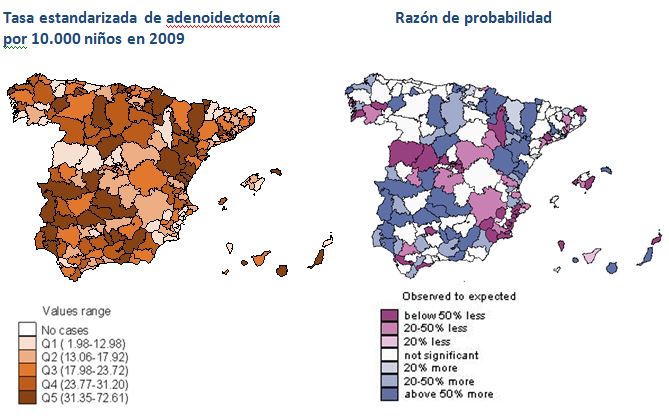 Tasa estandarizada de adenoidectomía
por 10.000 niños en 2009
Razón de probabilidad
Values range
No cases
Q1 ( 1.98-12.98)
Q2 (13.06-17.92)
Q3 (17.98-23.72)
Q4 (23.77-31.20)
Q5 (31.35-72.61)
Observed to expected
below 50% less
20-50% less
20% less
not significant
20% more
20-50% more
above 50% more